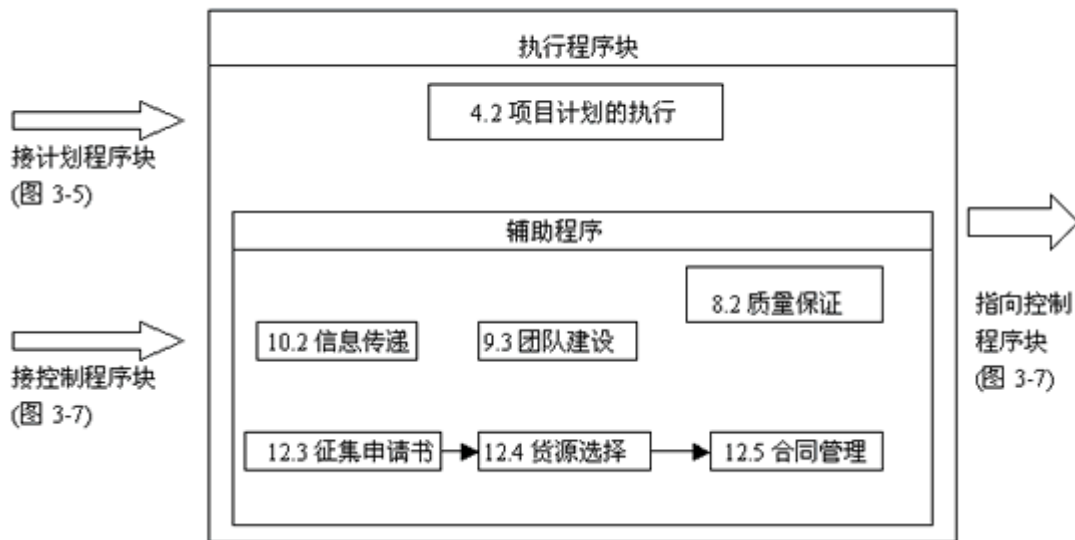 执行程序块
4.2 项目计划的执行
接计划程序块
(图 3-5)
辅助程序
8.2 质量保证
10.2 信息传递
9.3 团队建设
接控制程序块
(图 3-7)
指向控制
程序块
(图 3-7)
12.3 征集申请书
12.4 货源选择
12.5 合同管理